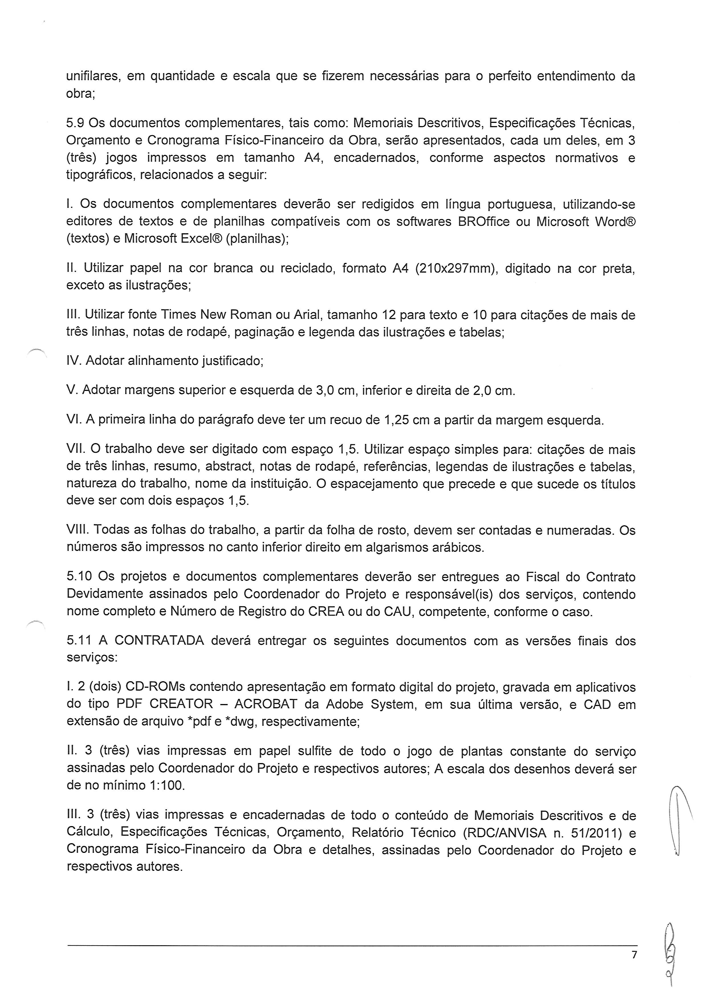 unifilares, em quantidade e escala que se fizerem necessárias para o perfeito entendimento da
obra;
5.9 Os documentos complementares, tais como: Memoriais Descritivos, Especificações Técnicas,
Orçamento e Cronograma Físico-Financeiro da Obra, serão apresentados, cada um deles, em 3
(três) jogos impressos em tamanho A4, encadernados, conforme aspectos normativos e
tipográficos, relacionados a seguir:
I. Os documentos complementares deverão ser redigidos em língua portuguesa, utilizando-se
editores de textos e de planilhas compatíveis com os softwares BROffice ou Microsoft Word®
(textos) e Microsoft Excel® (planilhas);
II. Utilizar papel na cor branca ou reciclado, formato A4 (210x297mm), digitado na cor preta,
exceto as ilustrações;
III. Utilizar fonte Times New Roman ou Arial, tamanho 12 para texto e 10 para citações de mais de
três linhas, notas de rodapé, paginação e legenda das ilustrações e tabelas;
IV. Adotar alinhamento justificado;
V. Adotar margens superior e esquerda de 3,0 cm, inferior e direita de 2,0 cm.
VI. A primeira linha do parágrafo deve ter um recuo de 1,25 cm a partir da margem esquerda.
VII. O trabalho deve ser digitado com espaço 1,5. Utilizar espaço simples para: citações de mais
de três linhas, resumo, abstract, notas de rodapé, referências, legendas de ilustrações e tabelas,
natureza do trabalho, nome da instituição. O espacejamento que precede e que sucede os títulos
deve ser com dois espaços 1,5.
VIII. Todas as folhas do trabalho, a partir da folha de rosto, devem ser contadas e numeradas. Os
números são impressos no canto inferior direito em algarismos arábicos.
5.10 Os projetos e documentos complementares deverão ser entregues ao Fiscal do Contrato
Devidamente assinados pelo Coordenador do Projeto e responsável(is) dos serviços, contendo
nome completo e Número de Registro do CREA ou do CAU, competente, conforme o caso.
5.11 A CONTRATADA deverá entregar os seguintes documentos com as versões finais dos
serviços:
I. 2 (dois) CD-ROMs contendo apresentação em formato digital do projeto, gravada em aplicativos
do tipo PDF CREATOR – ACROBAT da Adobe System, em sua última versão, e CAD em
extensão de arquivo *pdf e *dwg, respectivamente;
II. 3 (três) vias impressas em papel sulfite de todo o jogo de plantas constante do serviço
assinadas pelo Coordenador do Projeto e respectivos autores; A escala dos desenhos deverá ser
de no mínimo 1:100.
III. 3 (três) vias impressas e encadernadas de todo o conteúdo de Memoriais Descritivos e de
Cálculo, Especificações Técnicas, Orçamento, Relatório Técnico (RDC/ANVISA n. 51/2011) e
Cronograma Físico-Financeiro da Obra e detalhes, assinadas pelo Coordenador do Projeto e
respectivos autores.
7